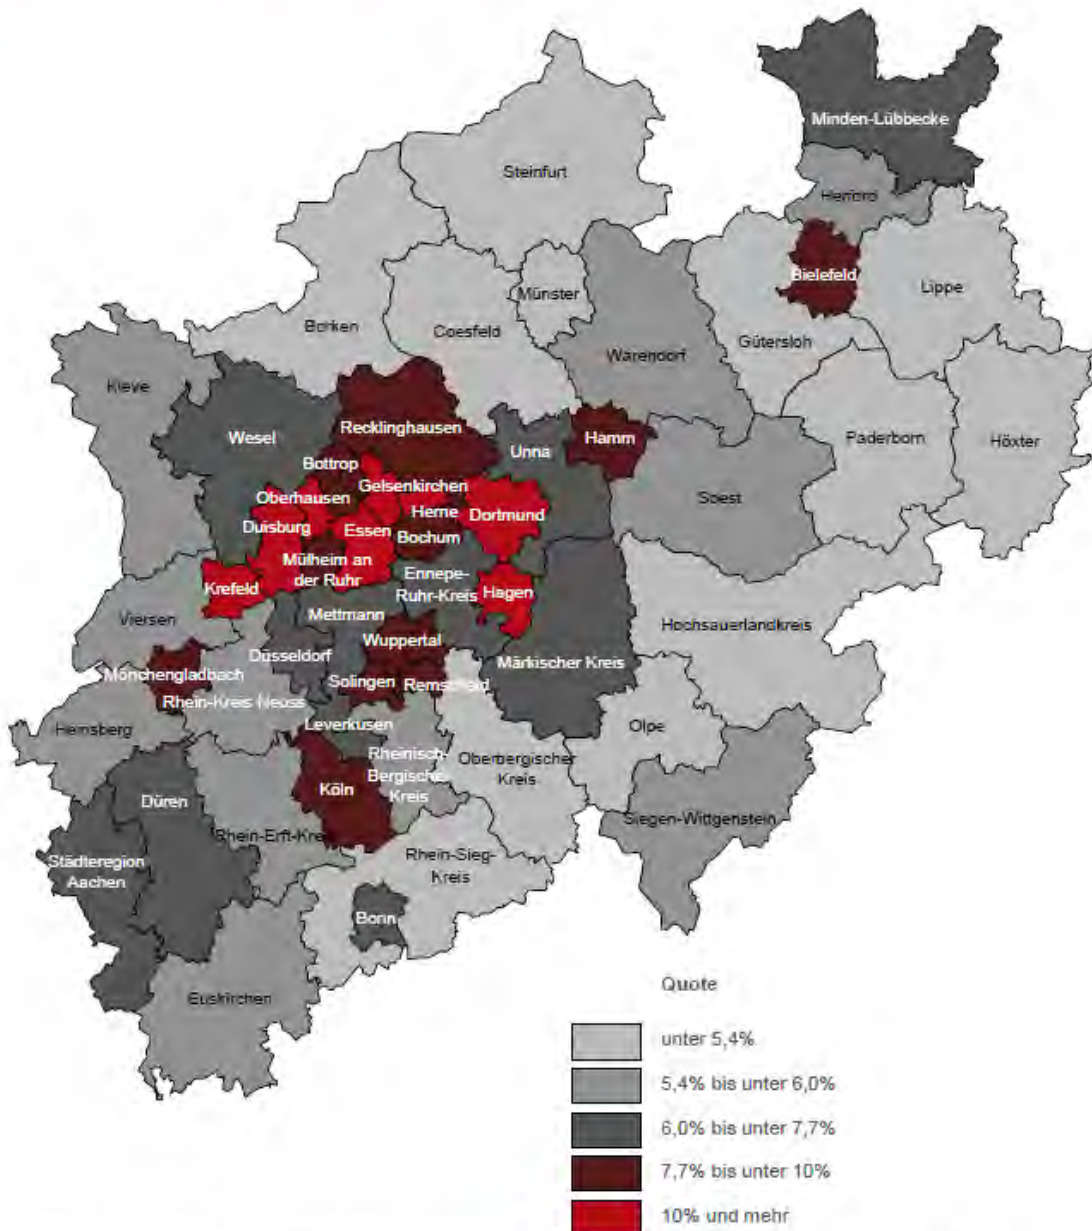 Minden-Lübbecke
Steinfurt
Herford
Bielefeld
Lippe
Münster
Borken
Coesfeld
Gütersloh
Warendorf
Kleve
Recklinghausen
Hamm
Wesel
Unna
Paderborn
Höxter
Bottrop
Gelsenkirchen
Oberhausen
Soest
Herne
Dortmund
Duisburg
Essen
Bochum
Mülheim an
der Ruhr
Ennepe-
Ruhr-Kreis
Krefeld
Hagen
Viersen
Mettmann
Hochsauerlandkreis
Wuppertal
Düsseldorf
Märkischer Kreis
Mönchengladbach
Solingen
Remscheid
Rhein-Kreis Neuss
Heinsberg
Leverkusen
Olpe
Rheinisch-
Bergischer-
Kreis
Oberbergischer
Kreis
Köln
Düren
Siegen-Wittgenstein
Rhein-Erft-Kreis
Städteregion
Aachen
Rhein-Sieg-
Kreis
Bonn
Euskirchen
Quote
unter 5,4%
5,4% bis unter 6,0%
6,0% bis unter 7,7%
7,7% bis unter 10%
10% und mehr